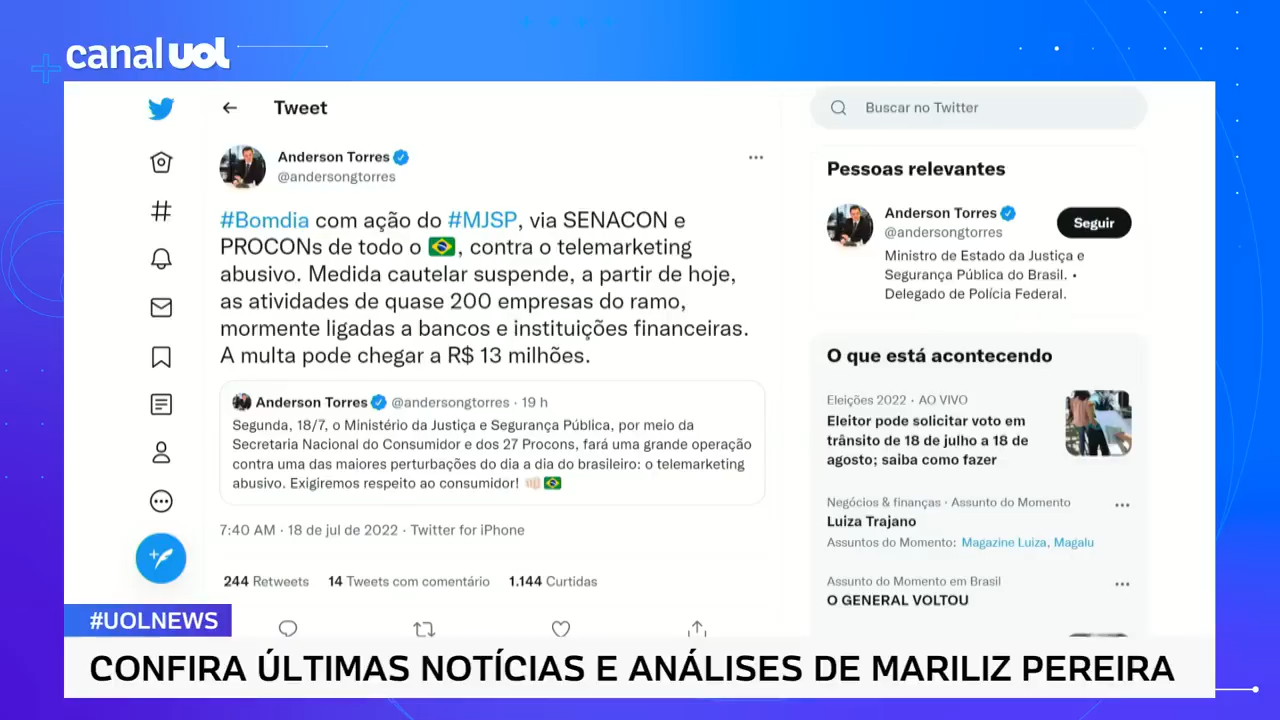 canal uol
Tweet
Anderson Torres
@andersongtorres
#Bomdia com ação do #MJSP, via SENACON e
PROCONs de todo o 🇧🇷, contra o telemarketing
abusivo. Medida cautelar suspende, a partir de hoje,
as atividades de quase 200 empresas do ramo,
mormente ligadas a bancos e instituições financeiras.
A multa pode chegar a R$ 13 milhões.
Anderson Torres @andersongtorres · 19 h
Segunda, 18/7, o Ministério da Justiça e Segurança Pública, por meio da
Secretaria Nacional do Consumidor e dos 27 Procons, fará uma grande operação
contra uma das maiores perturbações do dia a dia do brasileiro: o telemarketing
abusivo. Exigiremos respeito ao consumidor! 👊🏻🇧🇷
7:40 AM · 18 de jul de 2022 · Twitter for iPhone
244 Retweets 14 Tweets com comentário 1.144 Curtidas
Buscar no Twitter
Pessoas relevantes
Anderson Torres
@andersongtorres
Seguir
Ministro de Estado da Justiça e
Segurança Pública do Brasil. •
Delegado de Polícia Federal.
O que está acontecendo
Eleições 2022 · AO VIVO
Eleitor pode solicitar voto em
trânsito de 18 de julho a 18 de
agosto; saiba como fazer
Negócios & finanças · Assunto do Momento
Luiza Trajano
Assuntos do Momento: Magazine Luiza, Magalu
Assunto do Momento em Brasil
O GENERAL VOLTOU
#UOLNEWS
CONFIRA ÚLTIMAS NOTÍCIAS E ANÁLISES DE MARILIZ PEREIRA